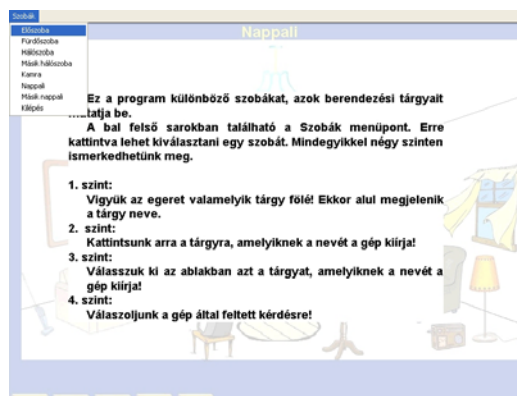 Szobák
Előszoba
Fürdőszoba
Hálószoba
Másik hálószoba
Kamra
Nappali
Másik nappali
Kilépés
Nappali
Ez a program különböző szobákat, azok berendezési tárgyait
mutatja be.
A bal felső sarokban található a Szobák menüpont. Erre
kattintva lehet kiválasztani egy szobát. Mindegyikkel négy szinten
ismerkedhetünk meg.
1. szint:
Vigyük az egeret valamelyik tárgy fölé! Ekkor alul megjelenik
a tárgy neve.
2. szint:
Kattintsunk arra a tárgyra, amelyiknek a nevét a gép kiírja!
3. szint:
Válasszuk ki az ablakban azt a tárgyat, amelyiknek a nevét a
gép kiírja!
4. szint:
Válaszoljunk a gép által feltett kérdésre!